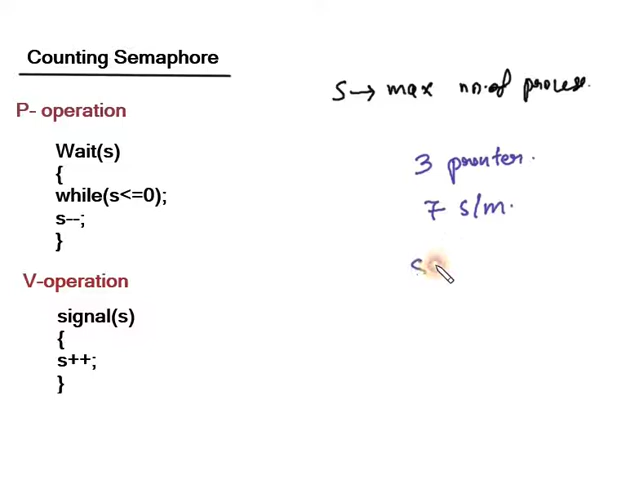 Counting Semaphore
S → max no. of process.
P- operation
Wait(s)
{
while(s<=0);
s--;
}
3 printer.
7 s/m.
V-operation
S
signal(s)
{
s++;
}